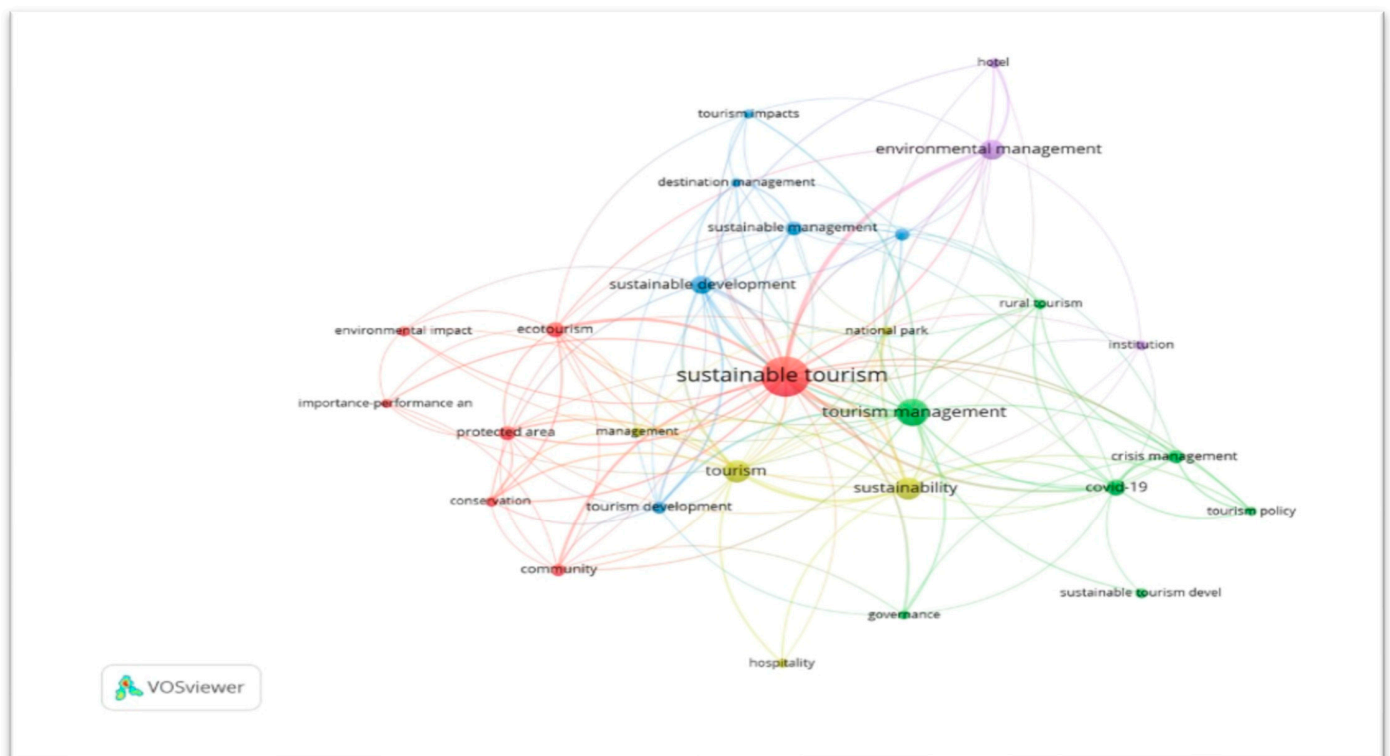 hotel
tourism impacts
environmental management
destination management
sustainable management
sustainable development
rural tourism
environmental impact
ecotourism
national park
institution
sustainable tourism
importance-performance an
tourism management
protected area
management
crisis management
tourism
sustainability
covid-19
conservation
tourism development
tourism policy
community
sustainable tourism devel
governance
hospitality
VOSviewer